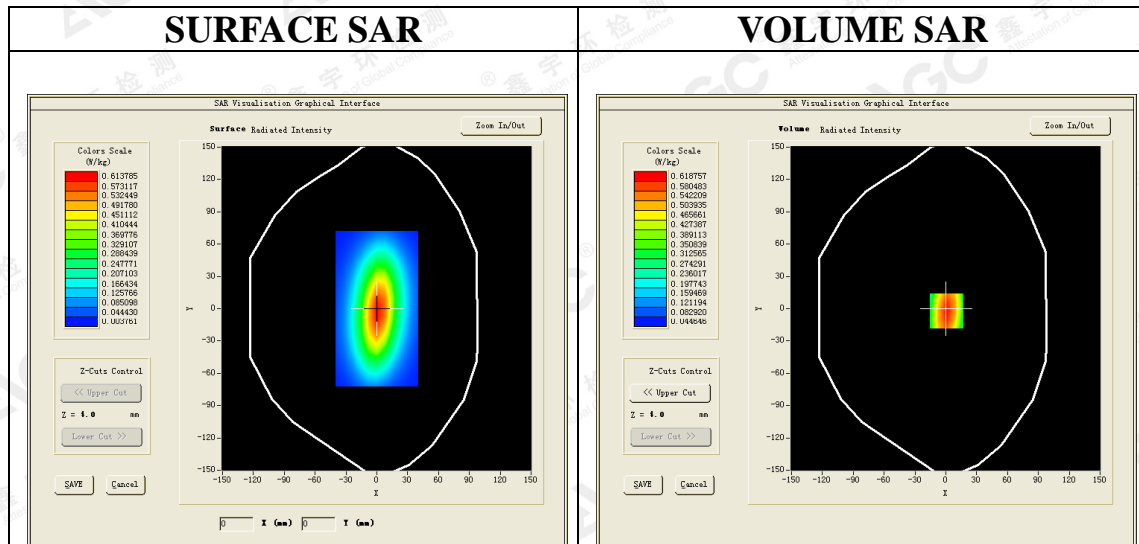 SURFACE SAR
VOLUME SAR
SAR Visualisation Graphical Interface
Surface Radiated Intensity
Zoom In/Out
Colors Scale
(W/kg)
0.613785
0.573117
0.532449
0.491780
0.451112
0.410444
0.369776
0.329107
0.288439
0.247771
0.207103
0.166434
0.125766
0.085098
0.044430
0.003761
150
120
90
60
30
0
-30
-60
-90
-120
-150
Y
-150 -120 -90 -60 -30 0 30 60 90 120 150
X
Z-Cuts Control
<< Upper Cut
Z = 4.0 mm
Lower Cut >>
SAVE Cancel
0 X (mm) 0 Y (mm)
SAR Visualisation Graphical Interface
Volume Radiated Intensity
Zoom In/Out
Colors Scale
(W/kg)
0.618757
0.580483
0.542209
0.503935
0.465661
0.427387
0.389113
0.350839
0.312565
0.274291
0.236017
0.197743
0.159469
0.121194
0.082920
0.044646
150
120
90
60
30
0
-30
-60
-90
-120
-150
Y
-150 -120 -90 -60 -30 0 30 60 90 120 150
X
Z-Cuts Control
<< Upper Cut
Z = 4.0 mm
Lower Cut >>
SAVE Cancel